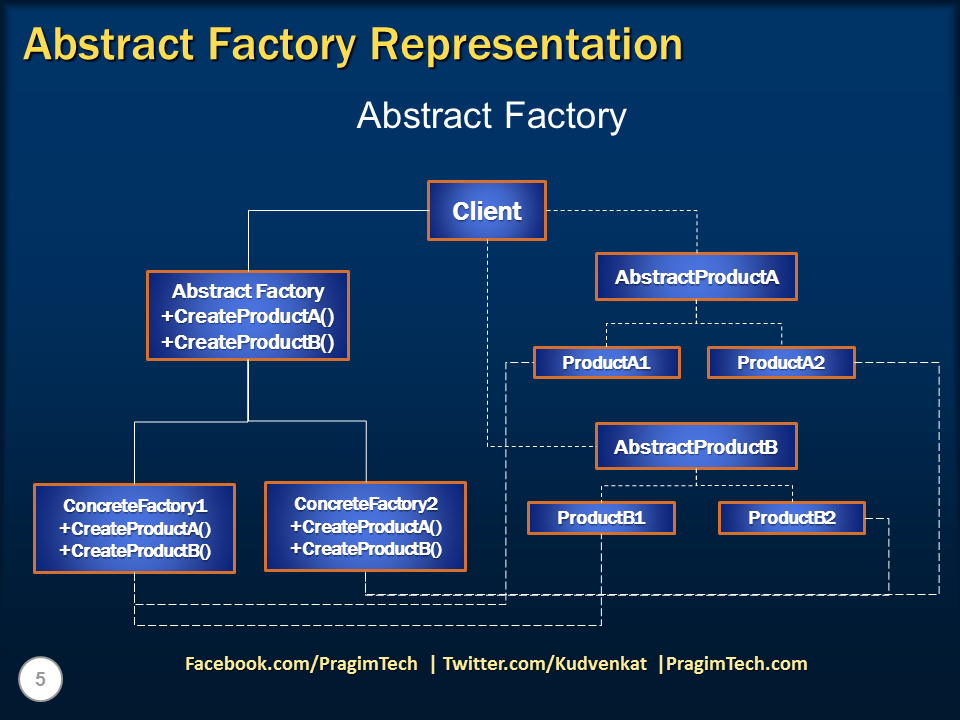 Abstract Factory Representation
Abstract Factory
Client
Abstract Factory
+CreateProductA()
+CreateProductB()
AbstractProductA
ProductA1
ProductA2
AbstractProductB
ProductB1
ProductB2
ConcreteFactory1
+CreateProductA()
+CreateProductB()
ConcreteFactory2
+CreateProductA()
+CreateProductB()
Facebook.com/PragimTech | Twitter.com/Kudvenkat |PragimTech.com
5